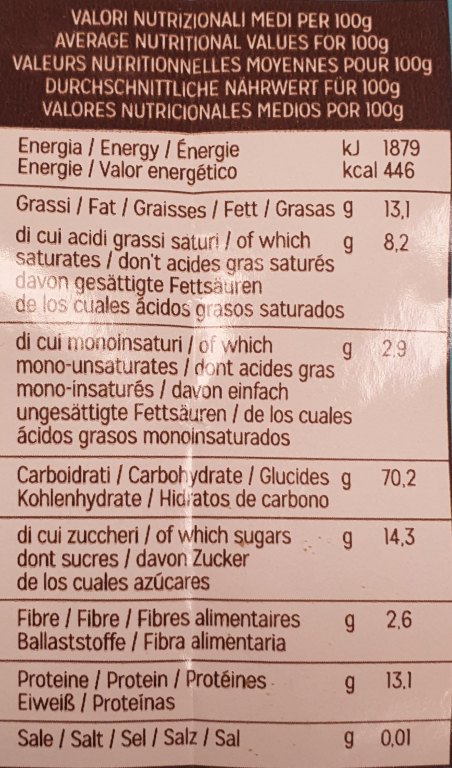 VALORI NUTRIZIONALI MEDI PER 100g
AVERAGE NUTRITIONAL VALUES FOR 100g
VALEURS NUTRITIONNELLES MOYENNES POUR 100g
DURCHSCHNITTLICHE NÄHRWERT FÜR 100g
VALORES NUTRICIONALES MEDIOS POR 100g
Energia / Energy / Énergie kJ 1879
Energie / Valor energético kcal 446
Grassi / Fat / Graisses / Fett / Grasas g 13,1
di cui acidi grassi saturi / of which g 8,2
saturates / don't acides gras saturés
davon gesättigte Fettsäuren
de los cuales ácidos grasos saturados
di cui monoinsaturi / of which g 2,9
mono-unsaturates / dont acides gras
mono-insaturés / davon einfach
ungesättigte Fettsäuren / de los cuales
ácidos grasos monoinsaturados
Carboidrati / Carbohydrate / Glucides g 70,2
Kohlenhydrate / Hidratos de carbono
di cui zuccheri / of which sugars g 14,3
dont sucres / davon Zucker
de los cuales azúcares
Fibre / Fibre / Fibres alimentaires g 2,6
Ballaststoffe / Fibra alimentaria
Proteine / Protein / Protéines g 13,1
Eiweiß / Proteínas
Sale / Salt / Sel / Salz / Sal g 0,01